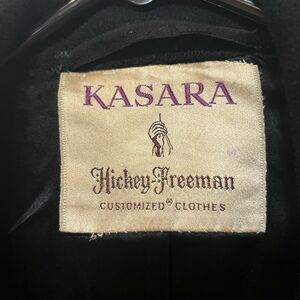 KASARA
Hickey-Freeman
CUSTOMIZED® CLOTHES